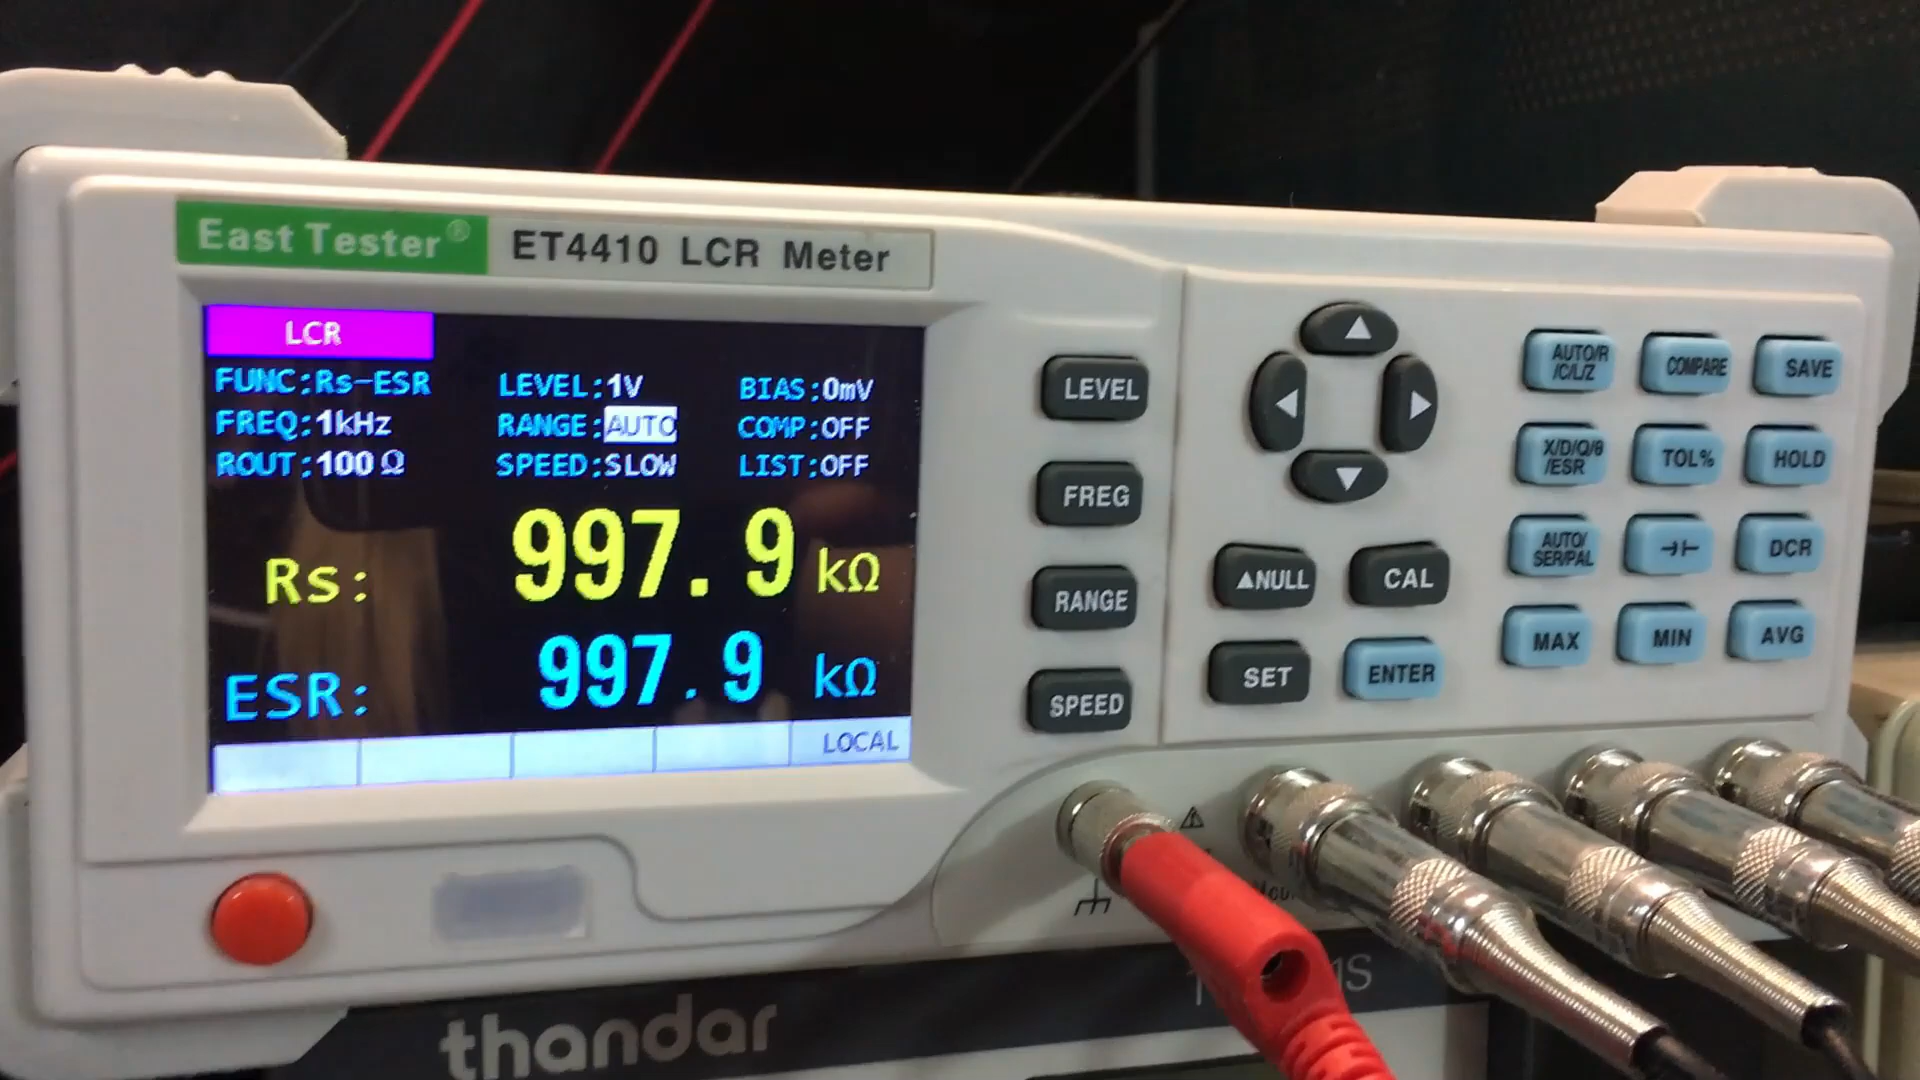 East Tester® ET4410 LCR Meter
LCR
FUNC:Rs-ESR LEVEL:1V BIAS:0mV
FREQ:1kHz RANGE:AUTO COMP:OFF
ROUT:100Ω SPEED:SLOW LIST:OFF
Rs: 997.9 kΩ
ESR: 997.9 kΩ
LOCAL
LEVEL
FREG
RANGE
SPEED
▲
◀ ▶
▼
▲NULL CAL
SET ENTER
AUTO/R
/C/L/Z
COMPARE
SAVE
X/D/Q/θ
/ESR
TOL%
HOLD
AUTO/
SER/PAL
DCR
MAX MIN AVG
thandar